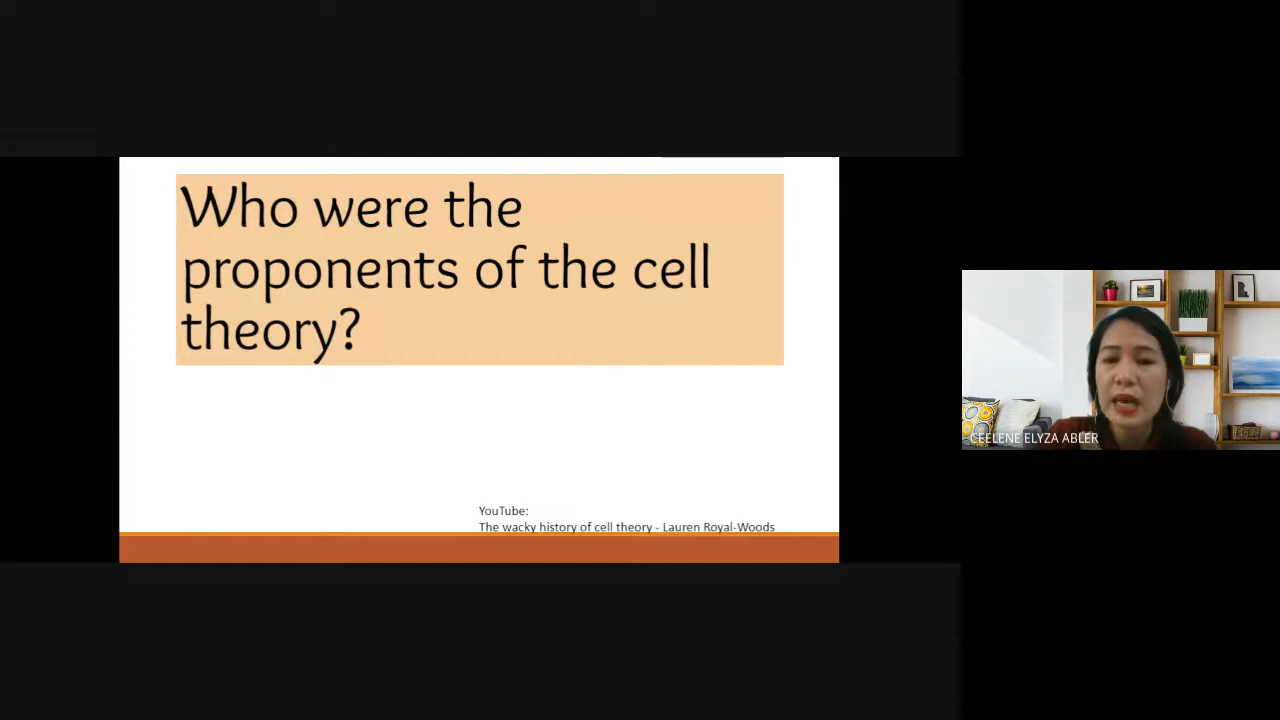 Who were the
proponents of the cell
theory?
YouTube:
The wacky history of cell theory - Lauren Royal-Woods
CEELENE ELYZA ABLER